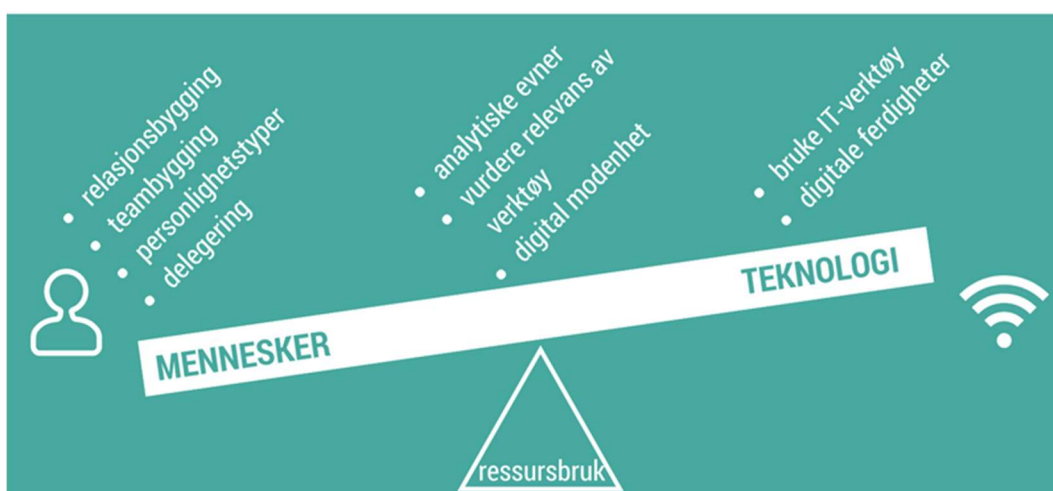 relasjonsbygging
teambygging
personlighetstyper
delegering
analytiske evner
vurdere relevans av
verktøy
digital modenhet
bruke IT-verktøy
digitale ferdigheter
MENNESKER
TEKNOLOGI
ressursbruk